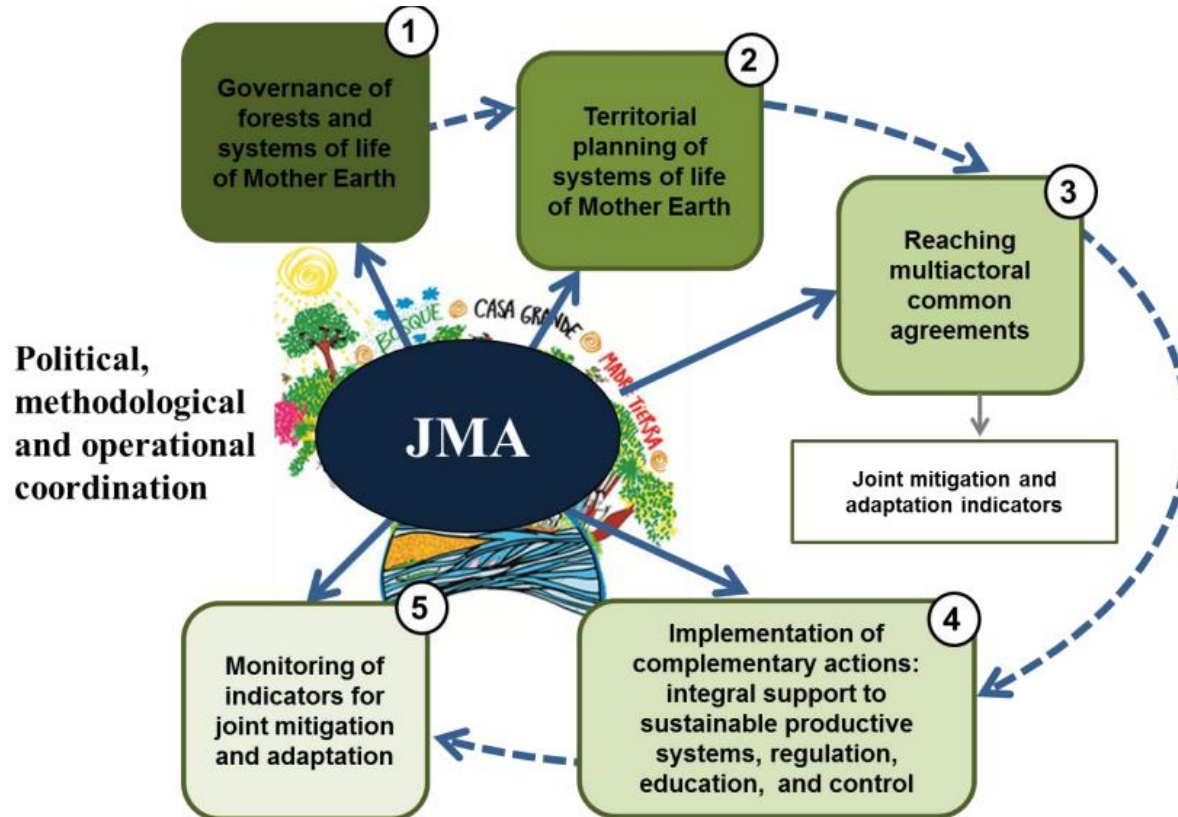 1
Governance of
forests and
systems of life
of Mother Earth
2
Territorial
planning of
systems of life
of Mother Earth
3
Reaching
multiactoral
common
agreements
Joint mitigation and
adaptation indicators
BOSQUE CASA GRANDE MADRE TIERRA
Political,
methodological
and operational
coordination
JMA
5
Monitoring of
indicators for
joint mitigation
and adaptation
4
Implementation of
complementary actions:
integral support to
sustainable productive
systems, regulation,
education, and control